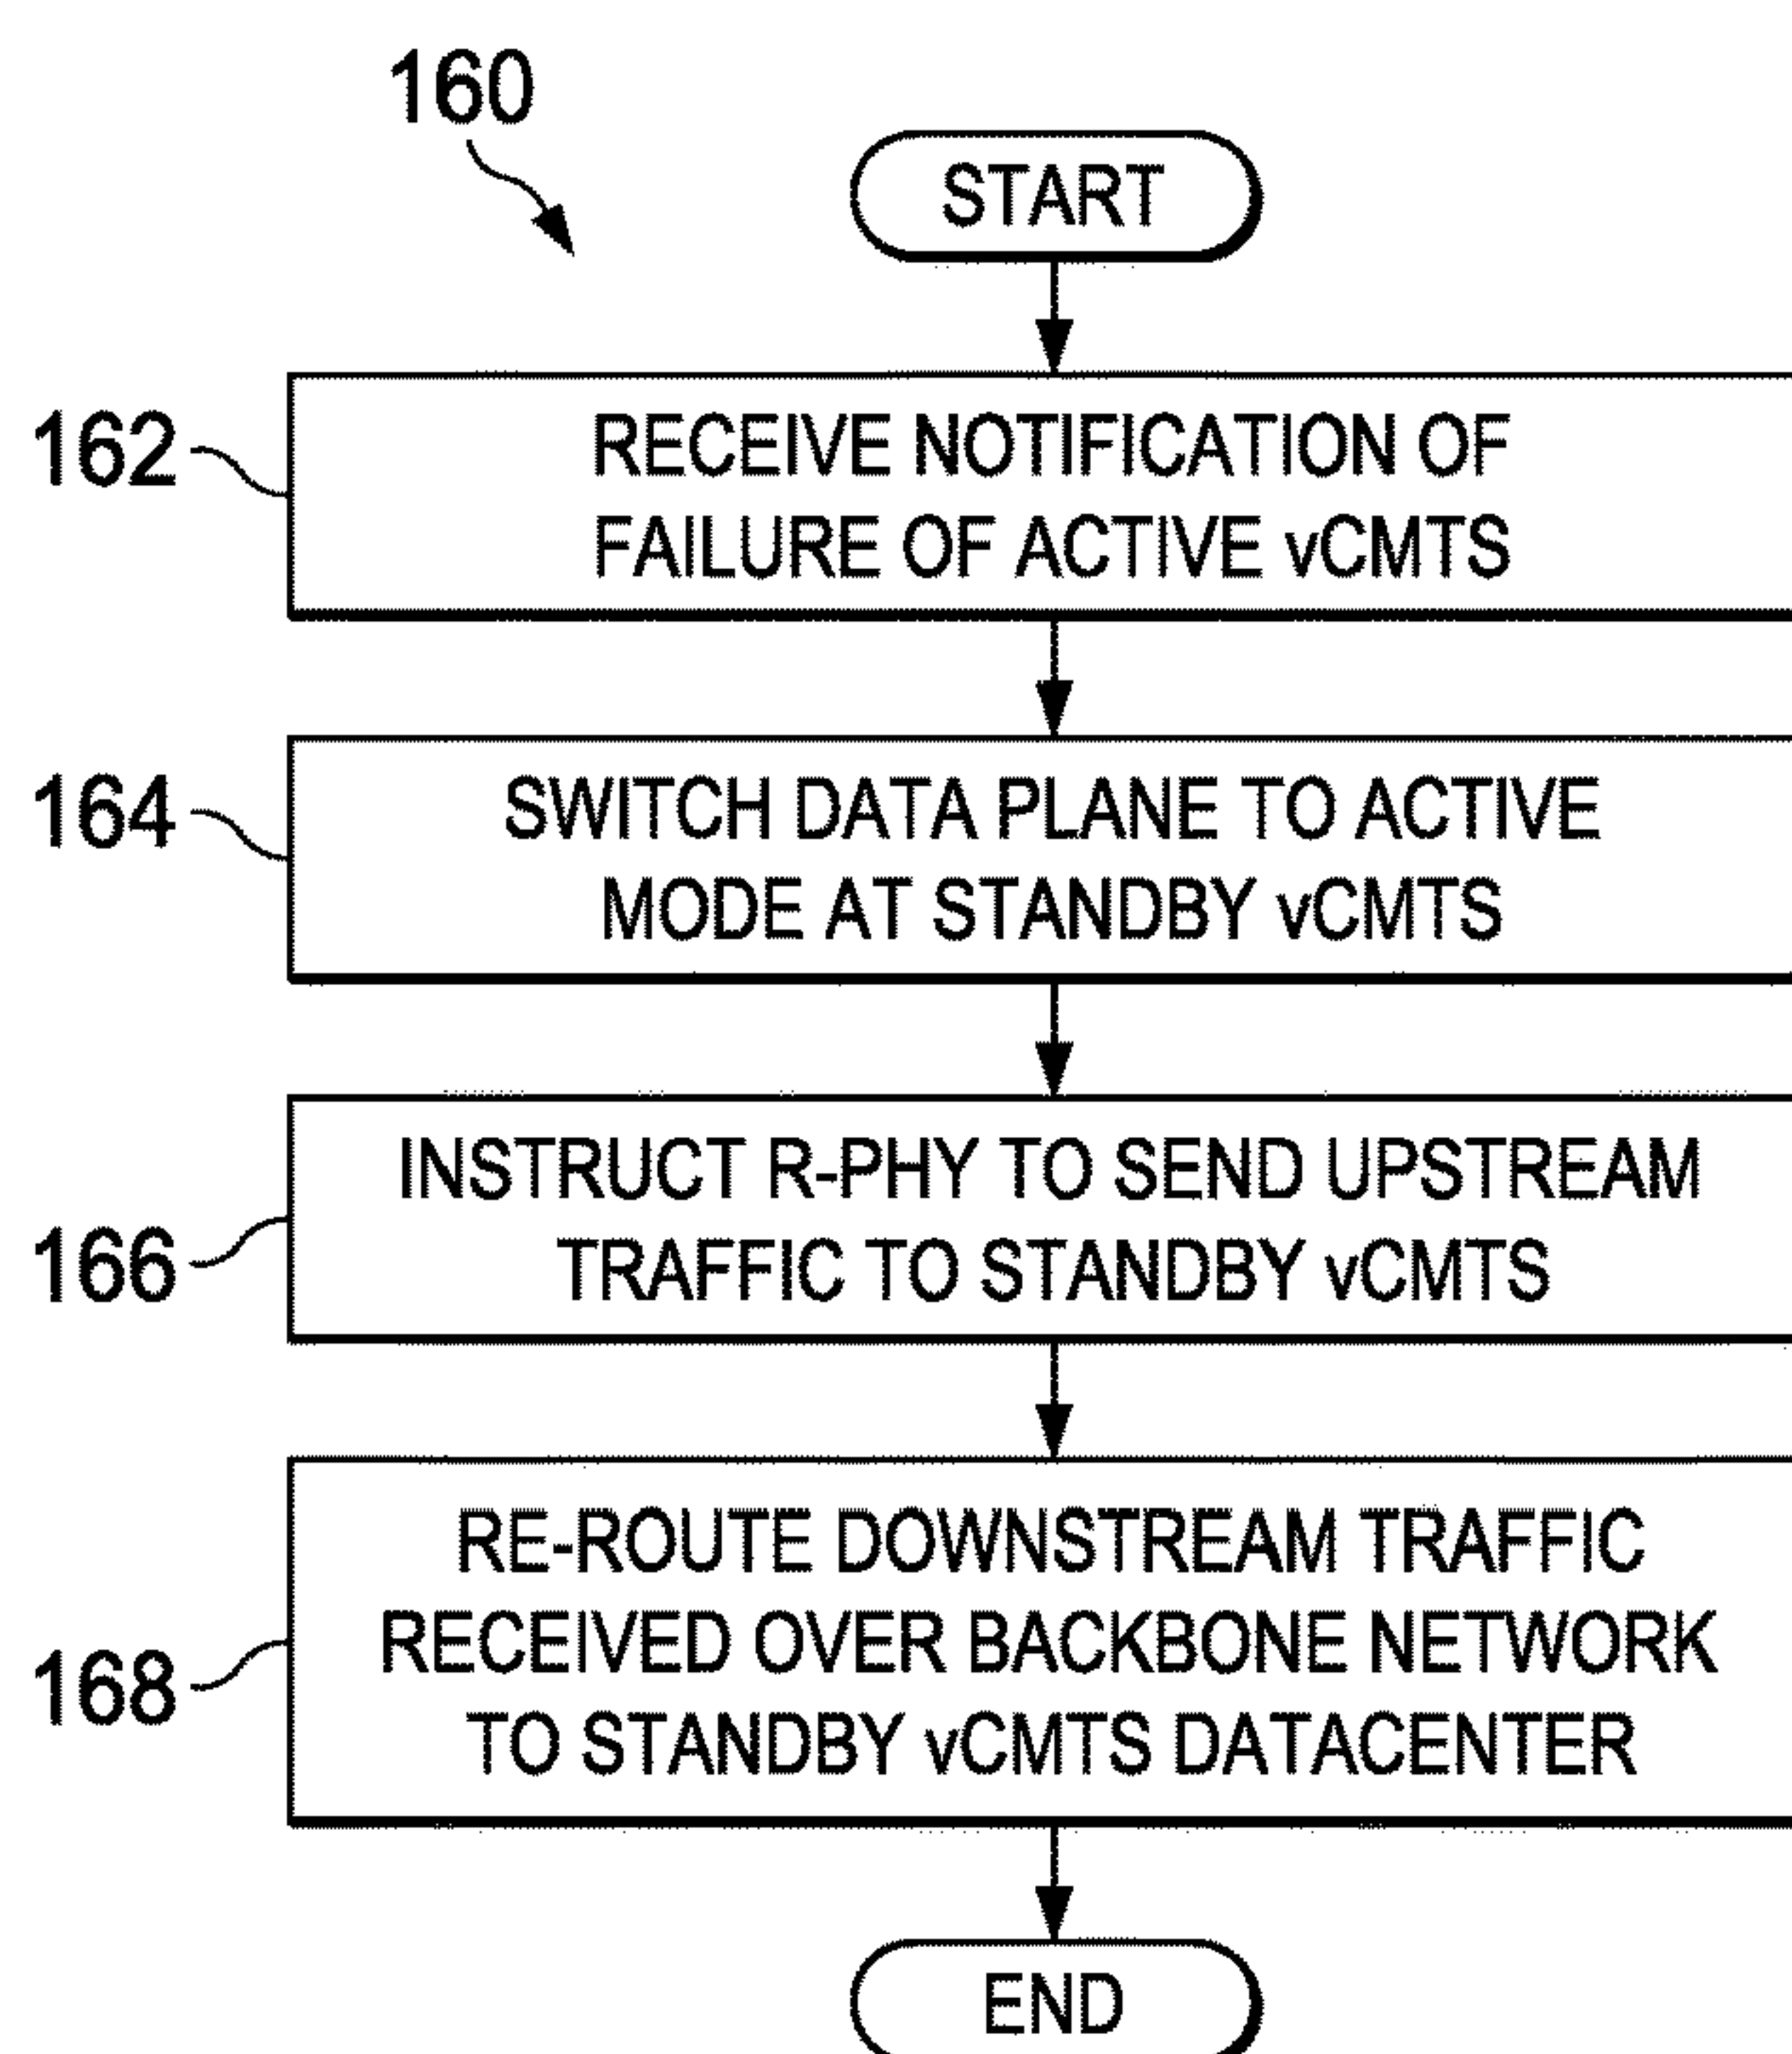 160
START
162
RECEIVE NOTIFICATION OF
FAILURE OF ACTIVE vCMTS
164
SWITCH DATA PLANE TO ACTIVE
MODE AT STANDBY vCMTS
166
INSTRUCT R-PHY TO SEND UPSTREAM
TRAFFIC TO STANDBY vCMTS
168
RE-ROUTE DOWNSTREAM TRAFFIC
RECEIVED OVER BACKBONE NETWORK
TO STANDBY vCMTS DATACENTER
END